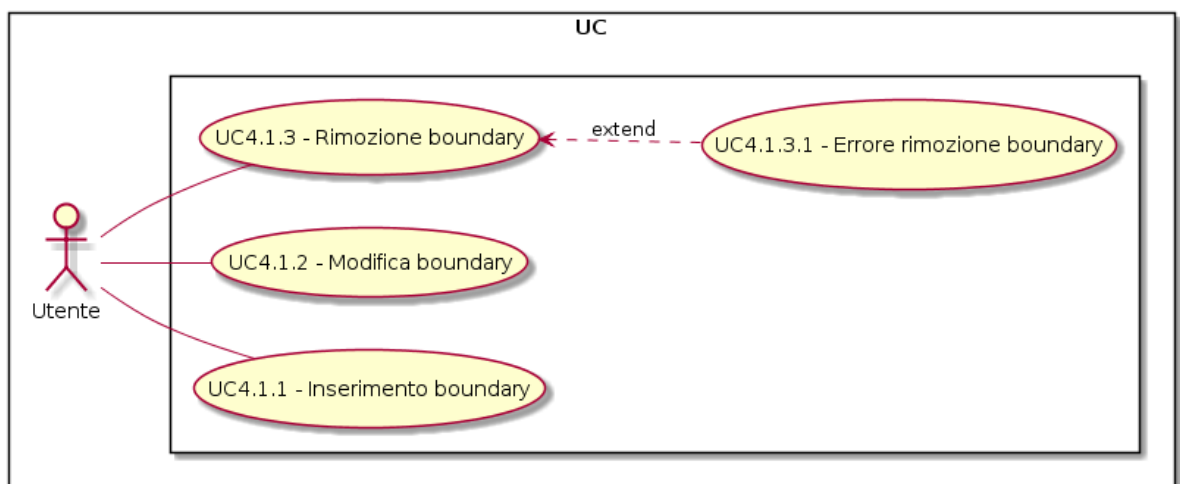 UC
UC4.1.3 - Rimozione boundary
extend
UC4.1.3.1 - Errore rimozione boundary
UC4.1.2 - Modifica boundary
Utente
UC4.1.1 - Inserimento boundary